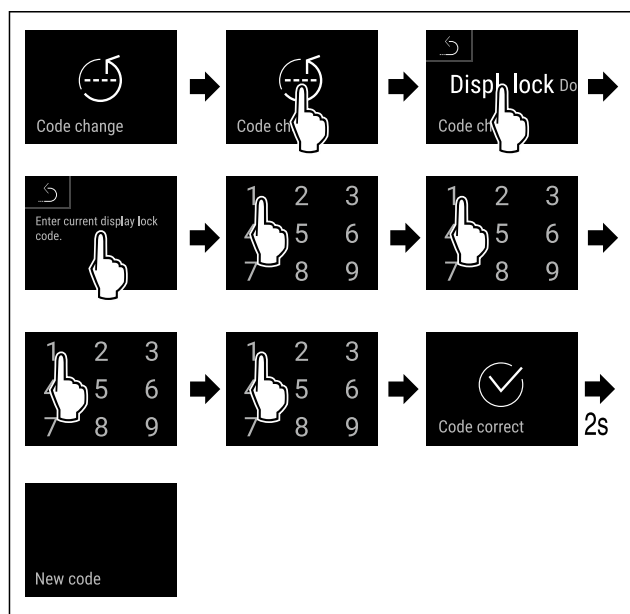 Code change
Code ch
Displ lock Do
Code ch
Enter current display lock
code.
1 2 3
4 5 6
7 8 9
1 2 3
4 5 6
7 8 9
1 2 3
4 5 6
7 8 9
1 2 3
4 5 6
7 8 9
Code correct
2s
New code